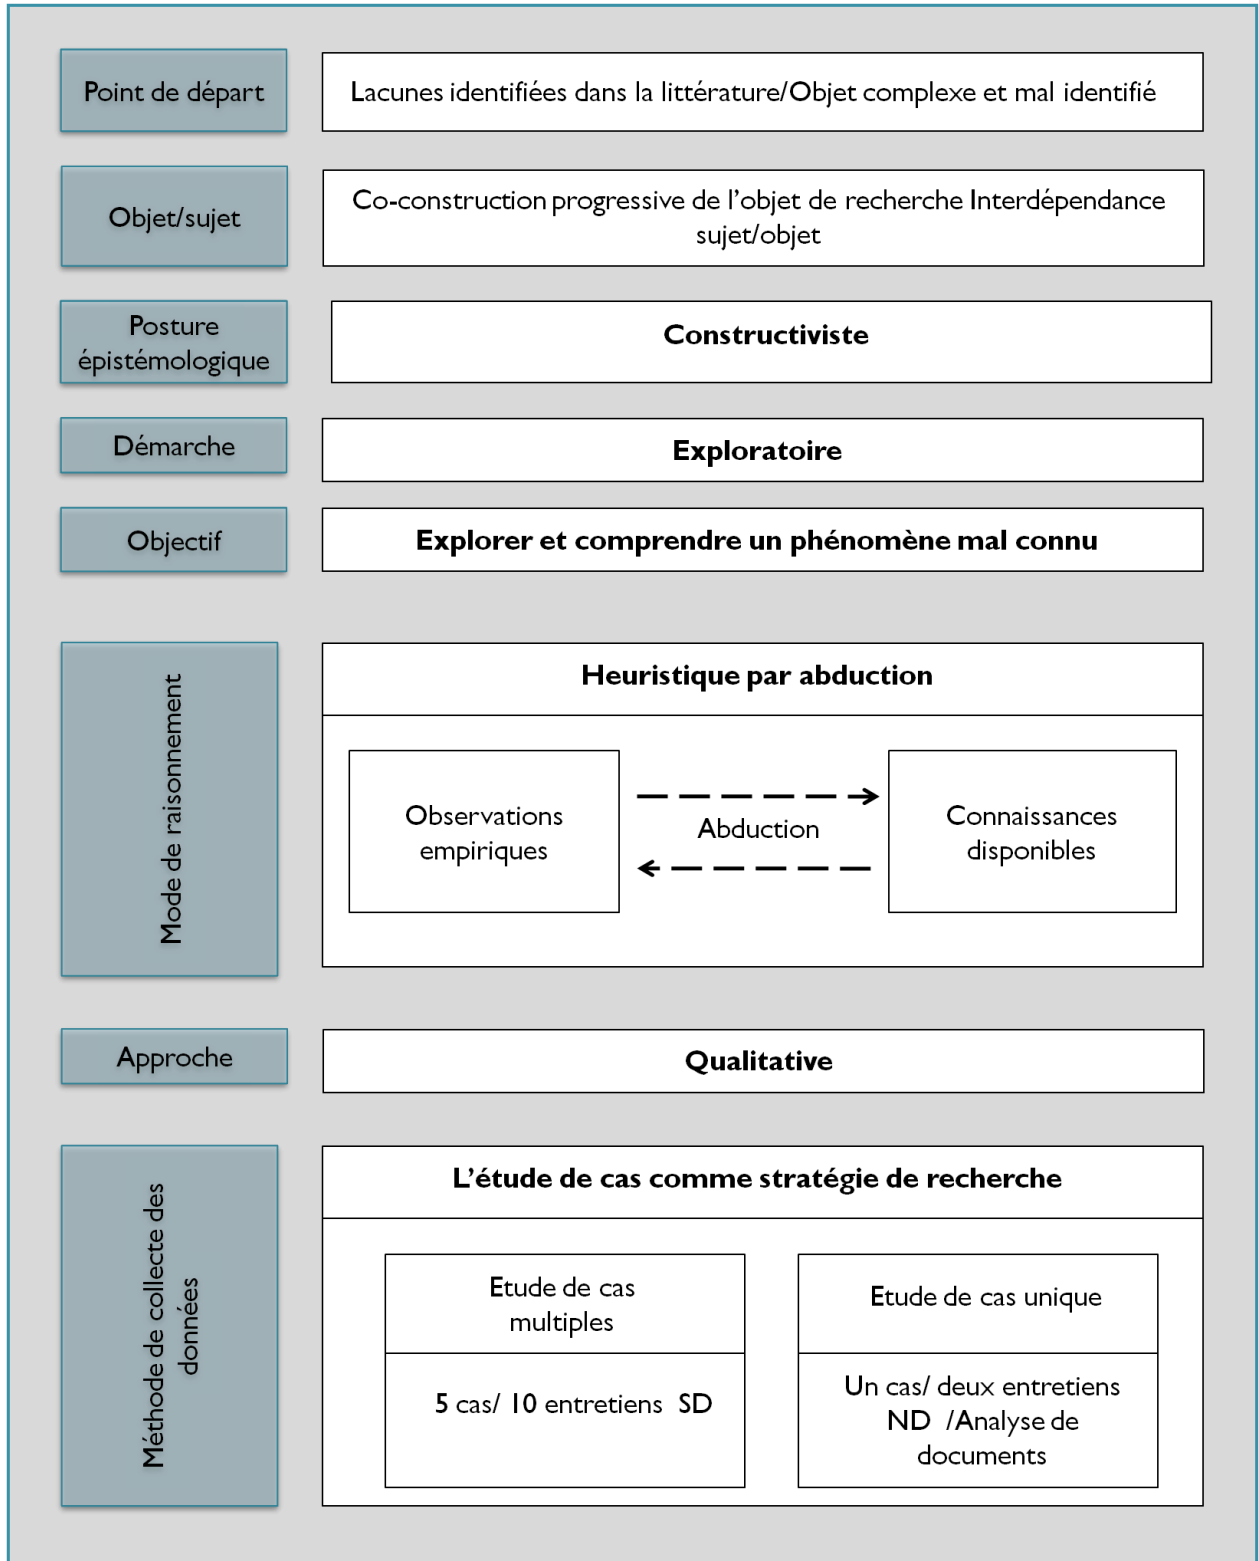 Point de départ
Lacunes identifiées dans la littérature/Objet complexe et mal identifié
Objet/sujet
Co-construction progressive de l’objet de recherche Interdépendance
sujet/objet
Posture
épistémologique
Constructiviste
Démarche
Exploratoire
Objectif
Explorer et comprendre un phénomène mal connu
Mode de raisonnement
Heuristique par abduction
Observations
empiriques
Abduction
Connaissances
disponibles
Approche
Qualitative
Méthode de collecte des
données
L’étude de cas comme stratégie de recherche
Etude de cas
multiples
5 cas/ 10 entretiens SD
Etude de cas unique
Un cas/ deux entretiens
ND /Analyse de
documents